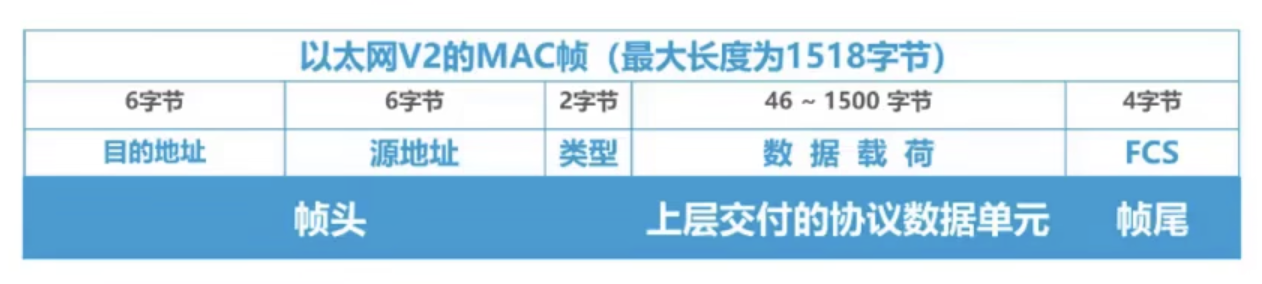 以太网V2的MAC帧（最大长度为1518字节）
6字节 6字节 2字节 46 ~ 1500 字节 4字节
目的地址 源地址 类型 数 据 载 荷 FCS
帧头 上层交付的协议数据单元 帧尾